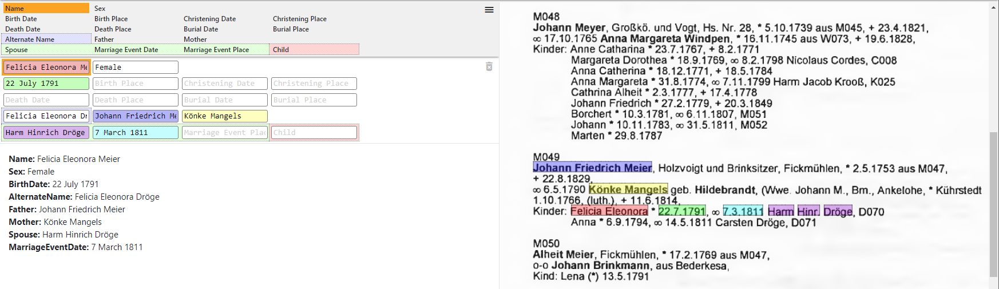 Name Sex
Birth Date Birth Place Christening Date Christening Place
Death Date Death Place Burial Date Burial Place
Alternate Name Father Mother
Spouse Marriage Event Date Marriage Event Place Child
Felicia Eleonora Me Female
22 July 1791 Birth Place Christening Date Christening Place
Death Date Death Place Burial Date Burial Place
Felicia Eleonora Dr Johann Friedrich Me Könke Mangels
Harm Hinrich Dröge 7 March 1811 Marriage Event Plac Child
Name: Felicia Eleonora Meier
Sex: Female
BirthDate: 22 July 1791
AlternateName: Felicia Eleonora Dröge
Father: Johann Friedrich Meier
Mother: Könke Mangels
Spouse: Harm Hinrich Dröge
MarriageEventDate: 7 March 1811
M048
Johann Meyer, Großkö. und Vogt, Hs. Nr. 28, * 5.10.1739 aus M045, + 23.4.1821,
∞ 17.10.1765 Anna Margareta Windpen, * 16.11.1745 aus W073, + 19.6.1828,
Kinder: Anne Catharina * 23.7.1767, + 8.2.1771
Margareta Dorothea * 18.9.1769, ∞ 8.2.1798 Nicolaus Cordes, C008
Anna Catherina * 18.12.1771, + 18.5.1784
Anna Margareta * 31.8.1774, ∞ 7.11.1799 Harm Jacob Krooß, K025
Cathrina Alheit * 2.3.1777, + 17.4.1778
Johann Friedrich * 27.2.1779, + 20.3.1849
Borchert * 10.3.1781, ∞ 6.11.1807, M051
Johann * 10.11.1783, ∞ 31.5.1811, M052
Marten * 29.8.1787
M049
Johann Friedrich Meier, Holzvoigt und Brinksitzer, Fickmühlen, * 2.5.1753 aus M047,
+ 22.8.1829,
∞ 6.5.1790 Könke Mangels geb. Hildebrandt, (Wwe. Johann M., Bm., Ankelohe, * Kührstedt
1.10.1766, (luth.), + 11.6.1814,
Kinder: Felicia Eleonora * 22.7.1791, ∞ 7.3.1811 Harm Hinr. Dröge, D070
Anna * 6.9.1794, ∞ 14.5.1811 Carsten Dröge, D071
M050
Alheit Meier, Fickmühlen, * 17.2.1769 aus M047,
o-o Johann Brinkmann, aus Bederkesa,
Kind: Lena (*) 13.5.1791